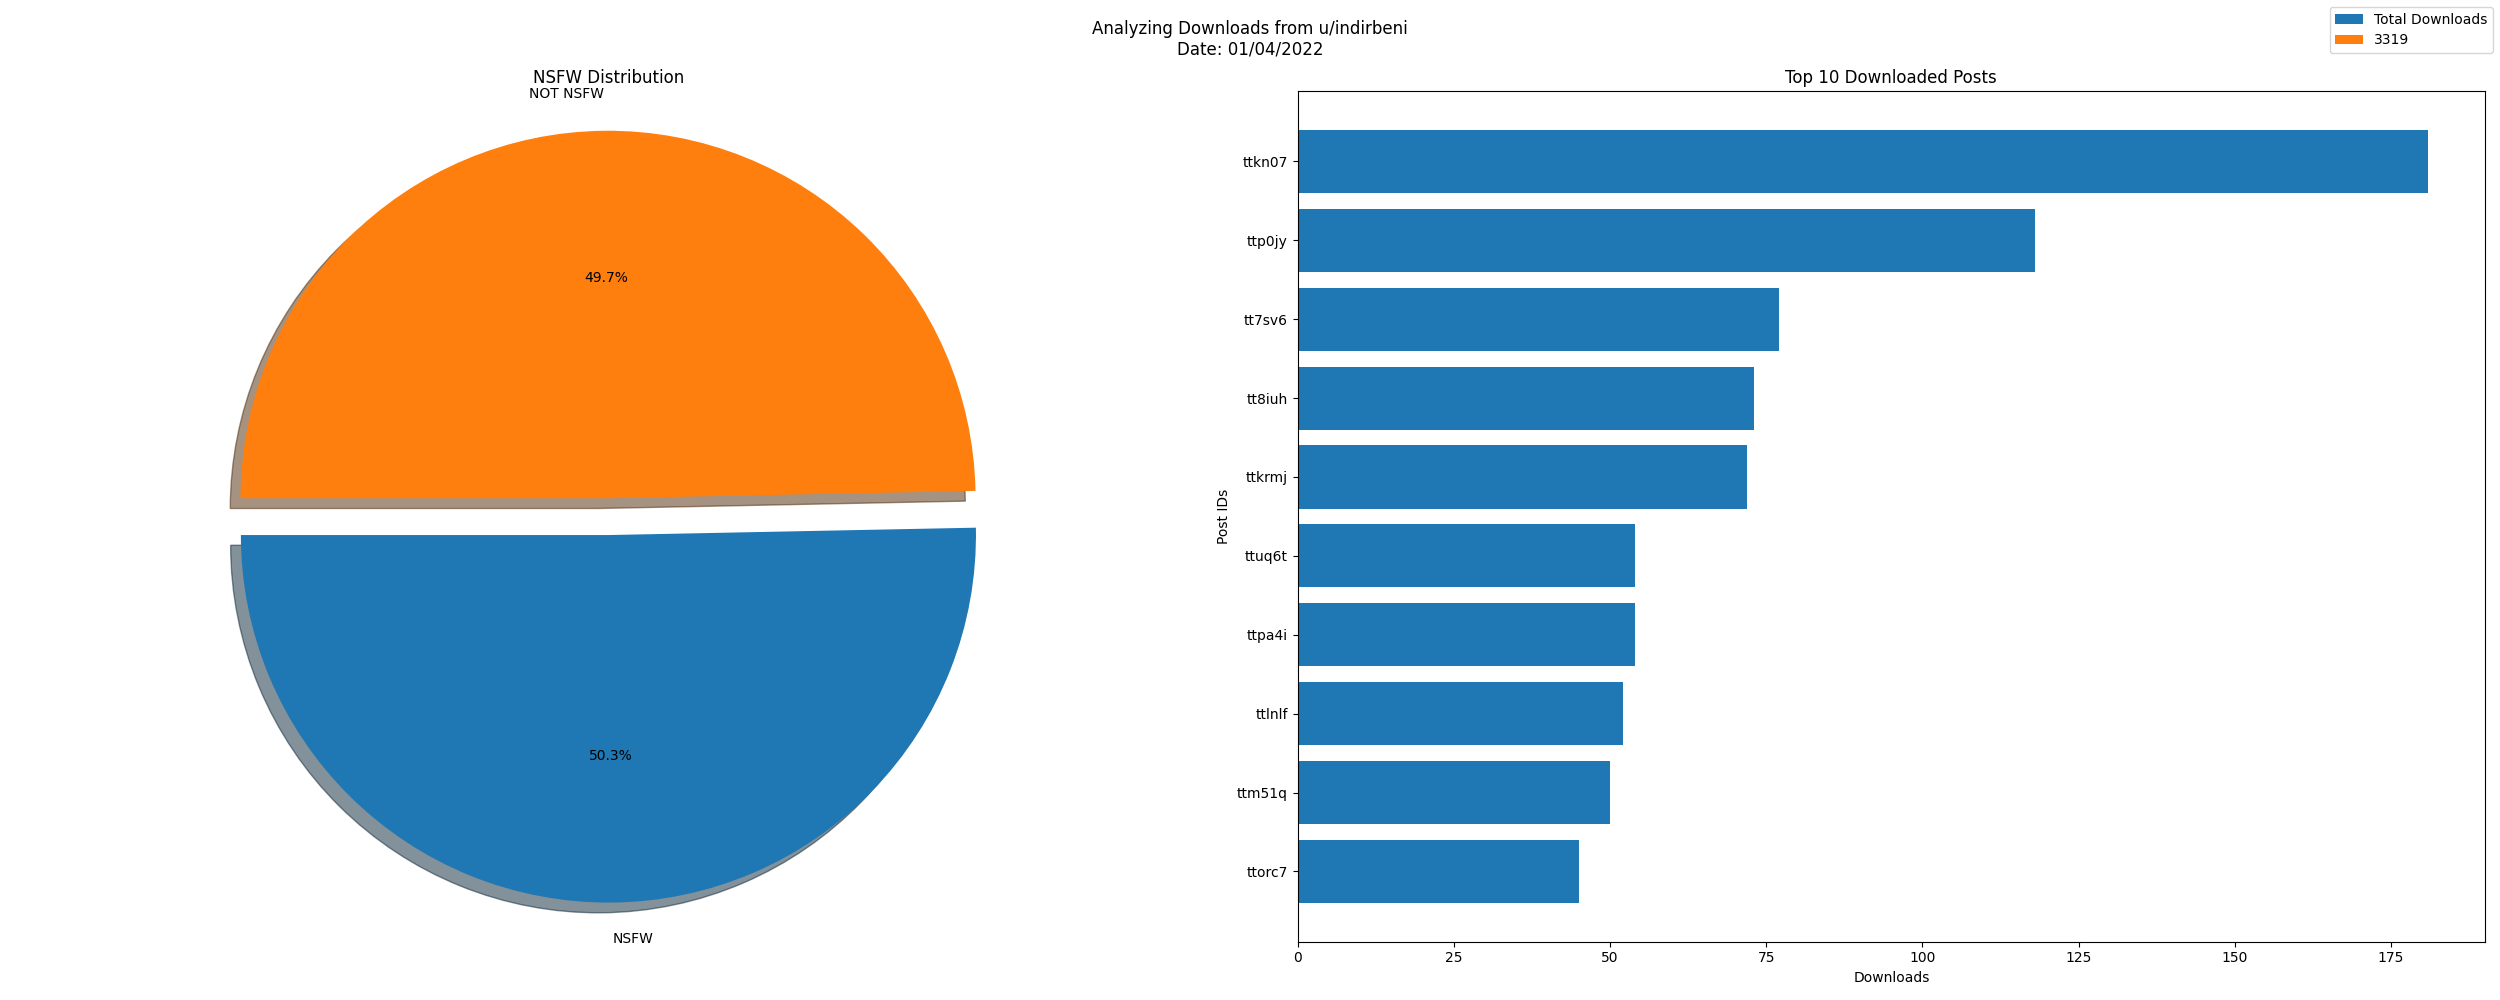 Analyzing Downloads from u/indirbeni
Date: 01/04/2022
Total Downloads
3319
NSFW Distribution
NOT NSFW
49.7%
50.3%
NSFW
Top 10 Downloaded Posts
Post IDs
ttkn07
ttp0jy
tt7sv6
tt8iuh
ttkrmj
ttuq6t
ttpa4i
ttlnlf
ttm51q
ttorc7
0 25 50 75 100 125 150 175
Downloads